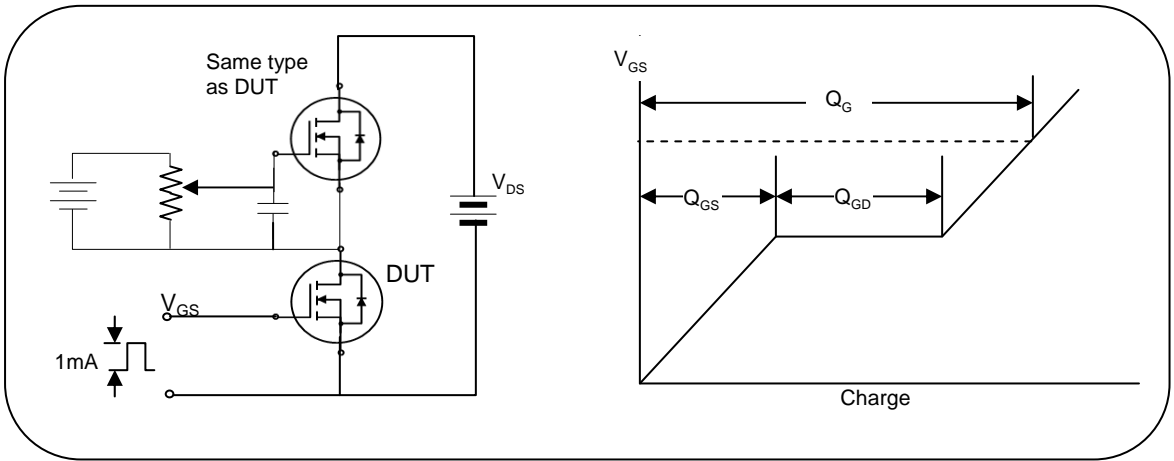 Same type
as DUT
V_DS
DUT
V_GS
1mA
V_GS
Q_G
Q_GS
Q_GD
Charge